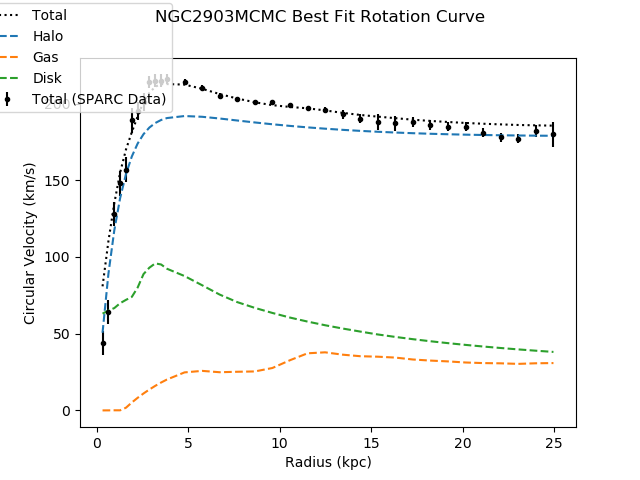 NGC2903MCMC Best Fit Rotation Curve
Total
Halo
Gas
Disk
Total (SPARC Data)
200
150
100
50
0
Circular Velocity (km/s)
0 5 10 15 20 25
Radius (kpc)